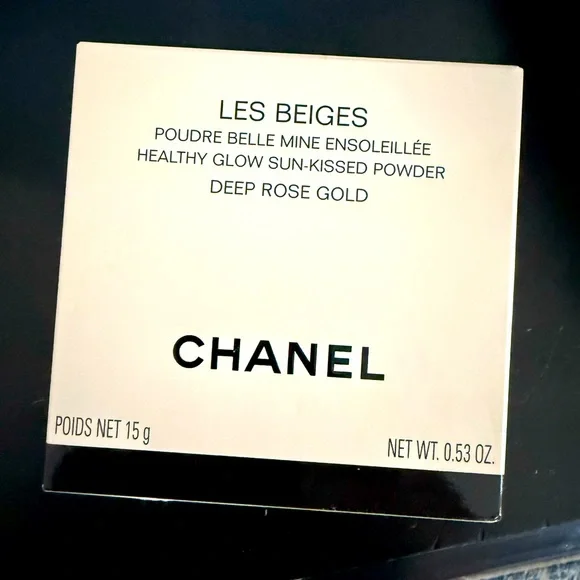 LES BEIGES
POUDRE BELLE MINE ENSOLEILLÉE
HEALTHY GLOW SUN-KISSED POWDER
DEEP ROSE GOLD
CHANEL
POIDS NET 15 g
NET WT. 0.53 OZ.